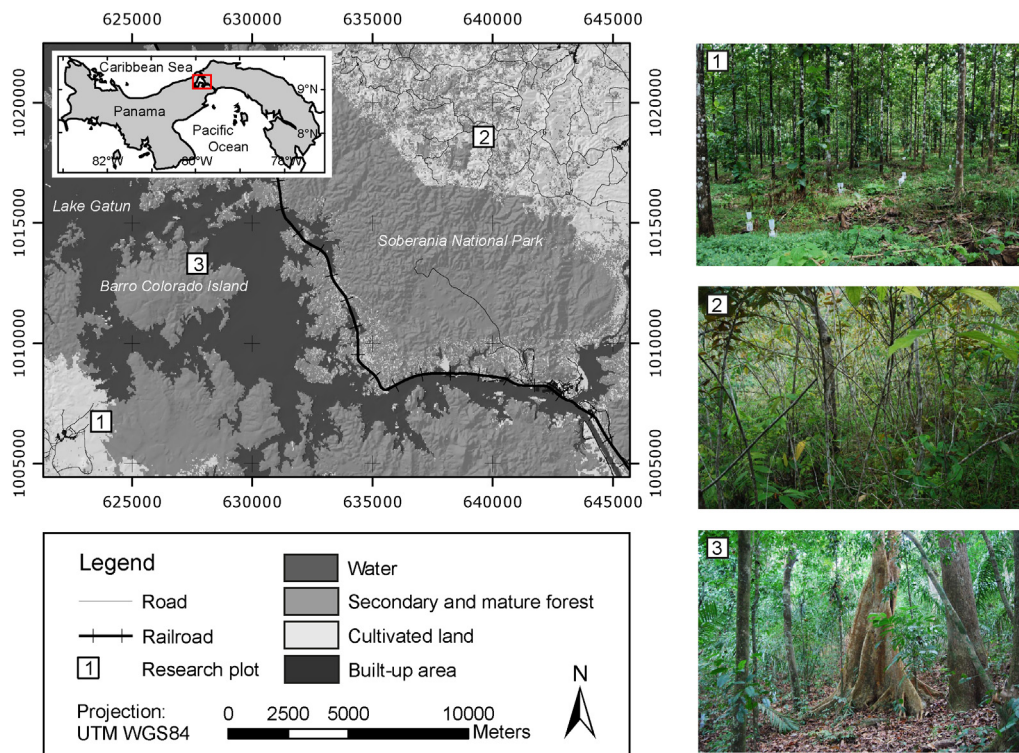 625000 630000 635000 640000 645000
Caribbean Sea
Panama
Pacific
Ocean
9°N
8°N
82°W 80°W 78°W
1020000
1015000
1010000
1005000
1020000
1015000
1010000
1005000
2
Lake Gatun
Soberania National Park
3
Barro Colorado Island
1
625000 630000 635000 640000 645000
Legend
Road
Railroad
1 Research plot
Water
Secondary and mature forest
Cultivated land
Built-up area
N
Projection:
UTM WGS84
0 2500 5000 10000
Meters
1
2
3